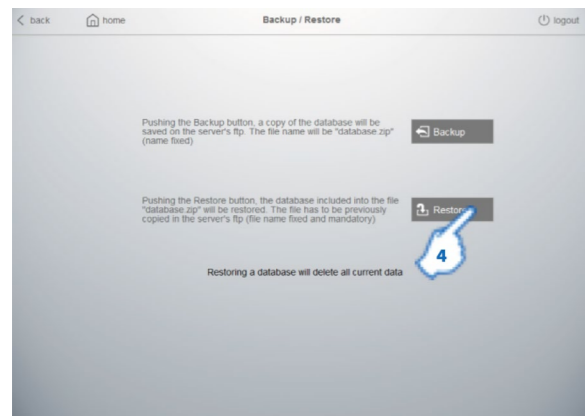 back home Backup / Restore logout
Pushing the Backup button, a copy of the database will be
saved on the server's ftp. The file name will be "database.zip"
(name fixed)
Backup
Pushing the Restore button, the database included into the file
"database.zip" will be restored. The file has to be previously
copied in the server's ftp (file name fixed and mandatory)
Restore
4
Restoring a database will delete all current data